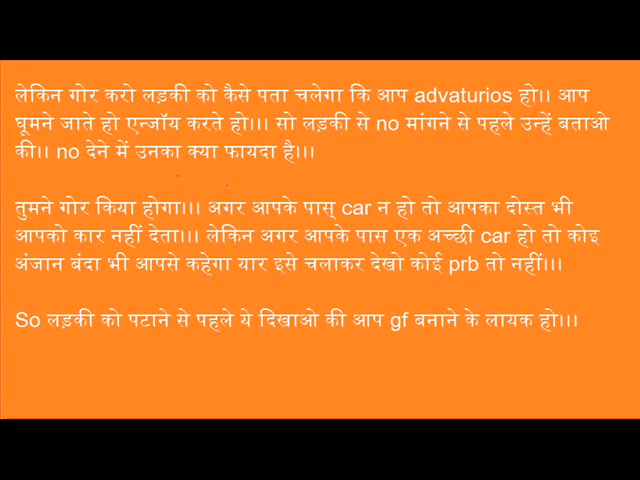 लेकिन गोर करो लड़की को कैसे पता चलेगा कि आप advaturios हो।। आप
घूमने जाते हो एन्जॉय करते हो।।। सो लड़की से no मांगने से पहले उन्हें बताओ
की।। no देने में उनका क्या फायदा है।।।
तुमने गोर किया होगा।।। अगर आपके पास् car न हो तो आपका दोस्त भी
आपको कार नहीं देता।।। लेकिन अगर आपके पास एक अच्छी car हो तो कोइ
अंजान बंदा भी आपसे कहेगा यार इसे चलाकर देखो कोई prb तो नहीं।।।
So लड़की को पटाने से पहले ये दिखाओ की आप gf बनाने के लायक हो।।।